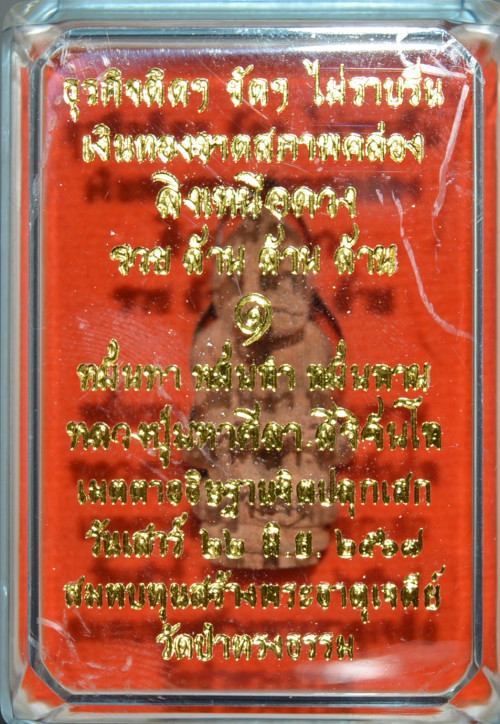 ธุรกิจติดๆ ขัดๆ ไม่ราบรื่น
เงินทองขาดสภาพคล่อง
สิ่งเหนือดวง
รวย ล้าน ล้าน ล้าน
๑
หมั่นทา หมั่นทำ หมั่นตาม
หลวงปู่มหาศิลา สิริจันโท
เมตตาอธิษฐานจิตปลุกเสก
วันเสาร์ ๒๒ มิ.ย. ๒๕๖๗
สมทบทุนสร้างพระธาตุเจดีย์
วัดป่าทรงธรรม